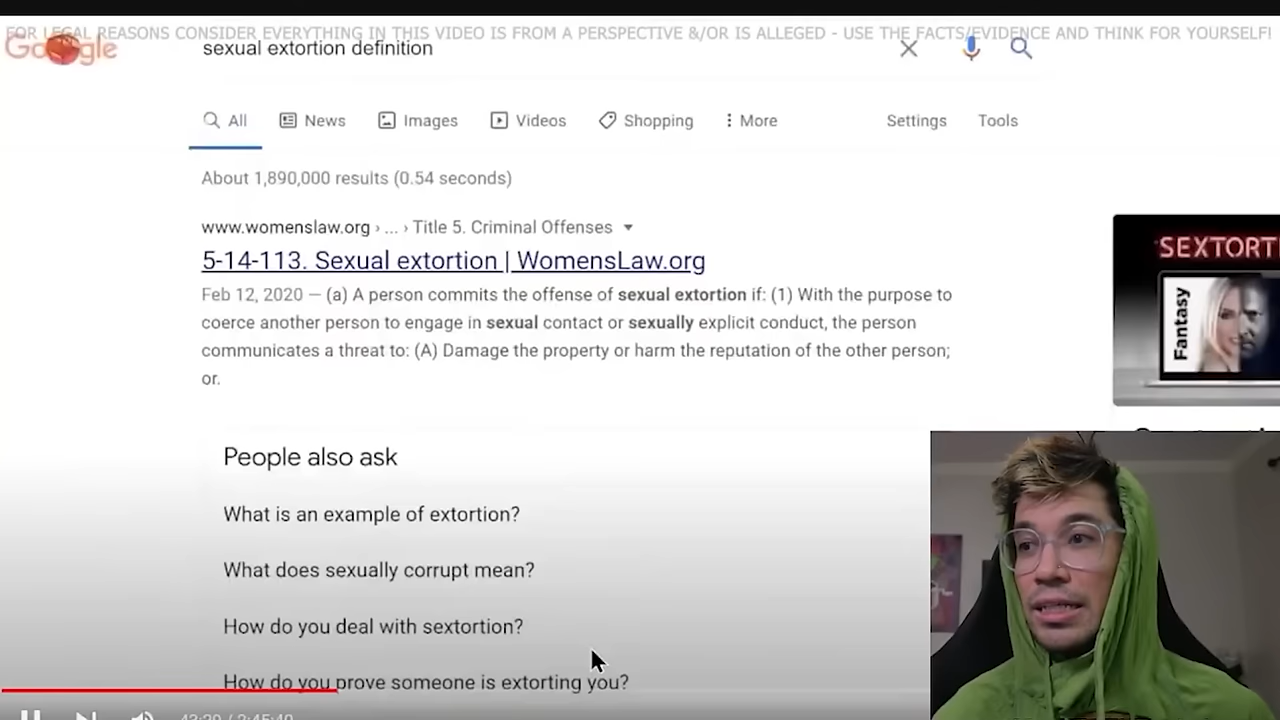 FOR LEGAL REASONS CONSIDER EVERYTHING IN THIS VIDEO IS FROM A PERSPECTIVE &/OR IS ALLEGED - USE THE FACTS/EVIDENCE AND THINK FOR YOURSELF!
Google
sexual extortion definition
All
News
Images
Videos
Shopping
More
Settings
Tools
About 1,890,000 results (0.54 seconds)
www.womenslaw.org › ... › Title 5. Criminal Offenses
5-14-113. Sexual extortion | WomensLaw.org
Feb 12, 2020 — (a) A person commits the offense of sexual extortion if: (1) With the purpose to
coerce another person to engage in sexual contact or sexually explicit conduct, the person
communicates a threat to: (A) Damage the property or harm the reputation of the other person;
or.
SEXTORTI
Fantasy
People also ask
What is an example of extortion?
What does sexually corrupt mean?
How do you deal with sextortion?
How do you prove someone is extorting you?